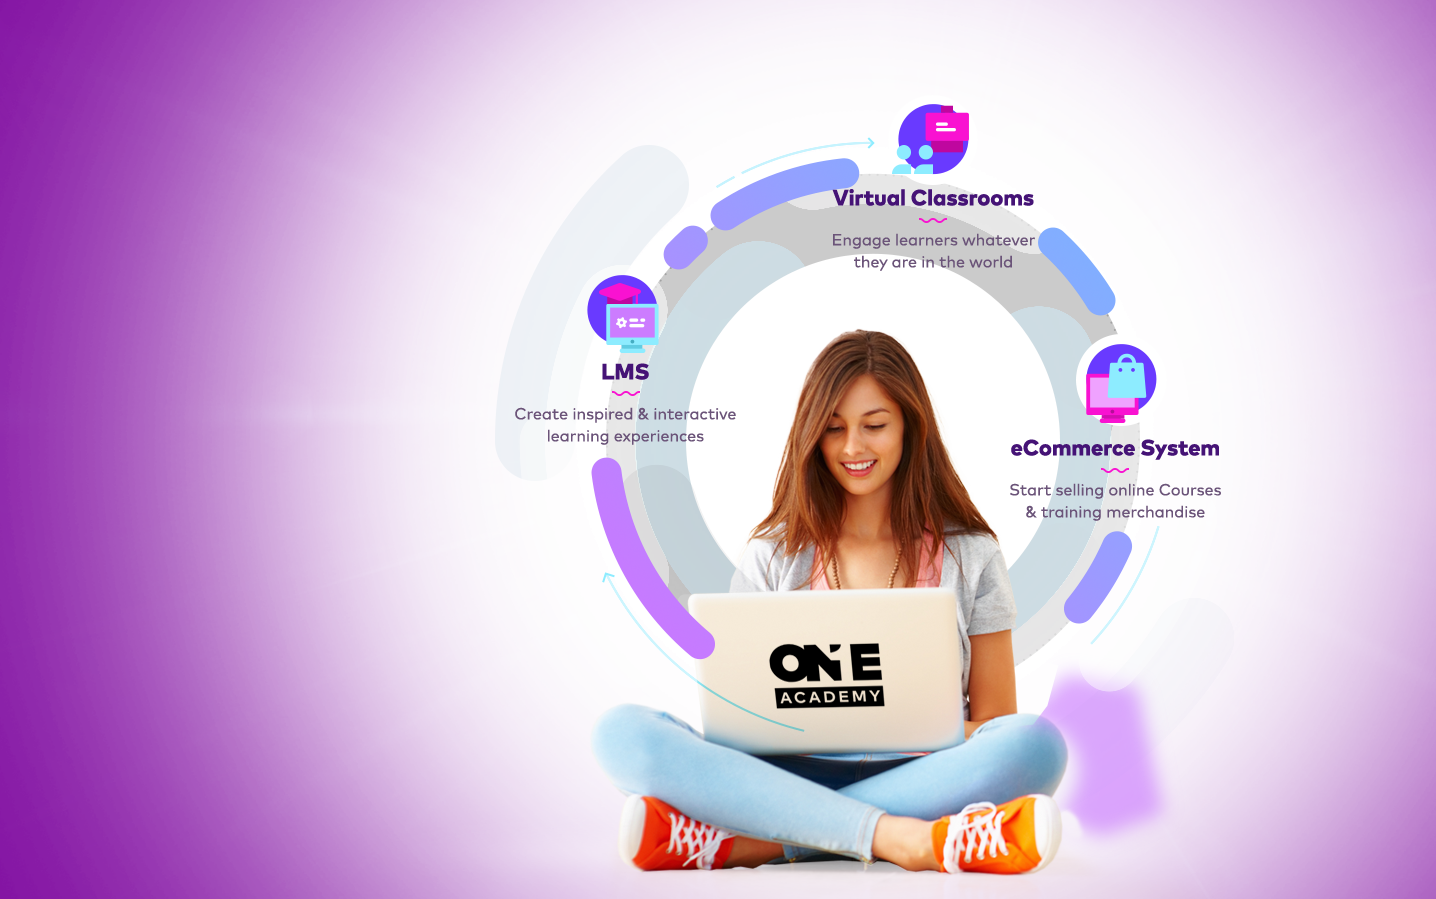 Virtual Classrooms
Engage learners whatever
they are in the world
LMS
Create inspired & interactive
learning experiences
eCommerce System
Start selling online Courses
& training merchandise
ONE
ACADEMY